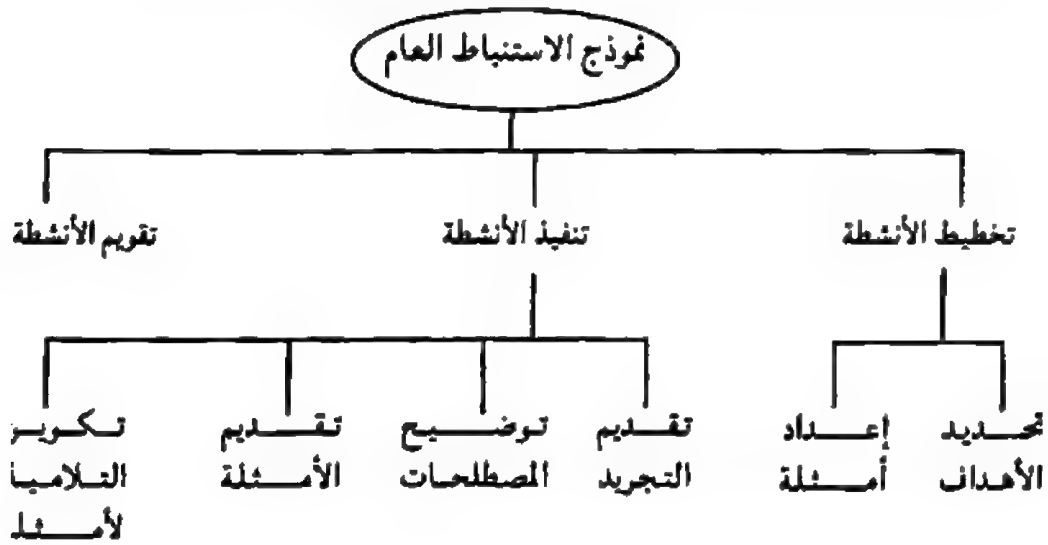 نموذج الاستنباط العام
تخطيط الأنشطة
تنفيذ الأنشطة
تقويم الأنشطة
تحديد
الأهداف
إعداد
أمثلة
تقديم
التجريد
توضيح
المصطلحات
تقديم
الأمثلة
تكوين
التلاميذ